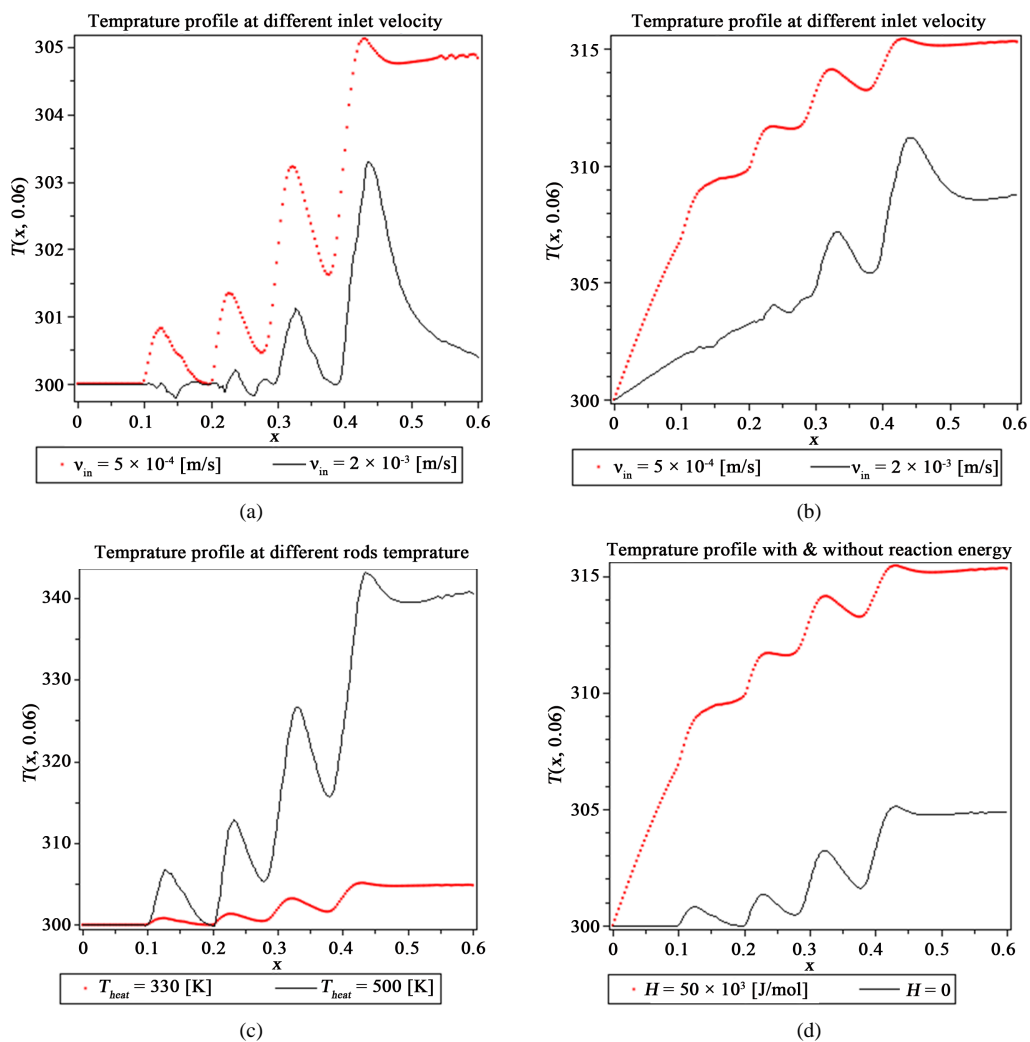 Temprature profile at different inlet velocity
305
304
303
302
301
300
T(x, 0.06)
0 0.1 0.2 0.3 0.4 0.5 0.6
x
v_in = 5 × 10^-4 [m/s] v_in = 2 × 10^-3 [m/s]
(a)
Temprature profile at different inlet velocity
315
310
305
300
T(x, 0.06)
0 0.1 0.2 0.3 0.4 0.5 0.6
x
v_in = 5 × 10^-4 [m/s] v_in = 2 × 10^-3 [m/s]
(b)
Temprature profile at different rods temprature
340
330
320
310
300
T(x, 0.06)
0 0.1 0.2 0.3 0.4 0.5 0.6
x
T_heat = 330 [K] T_heat = 500 [K]
(c)
Temprature profile with & without reaction energy
315
310
305
300
T(x, 0.06)
0 0.1 0.2 0.3 0.4 0.5 0.6
x
H = 50 × 10³ [J/mol] H = 0
(d)